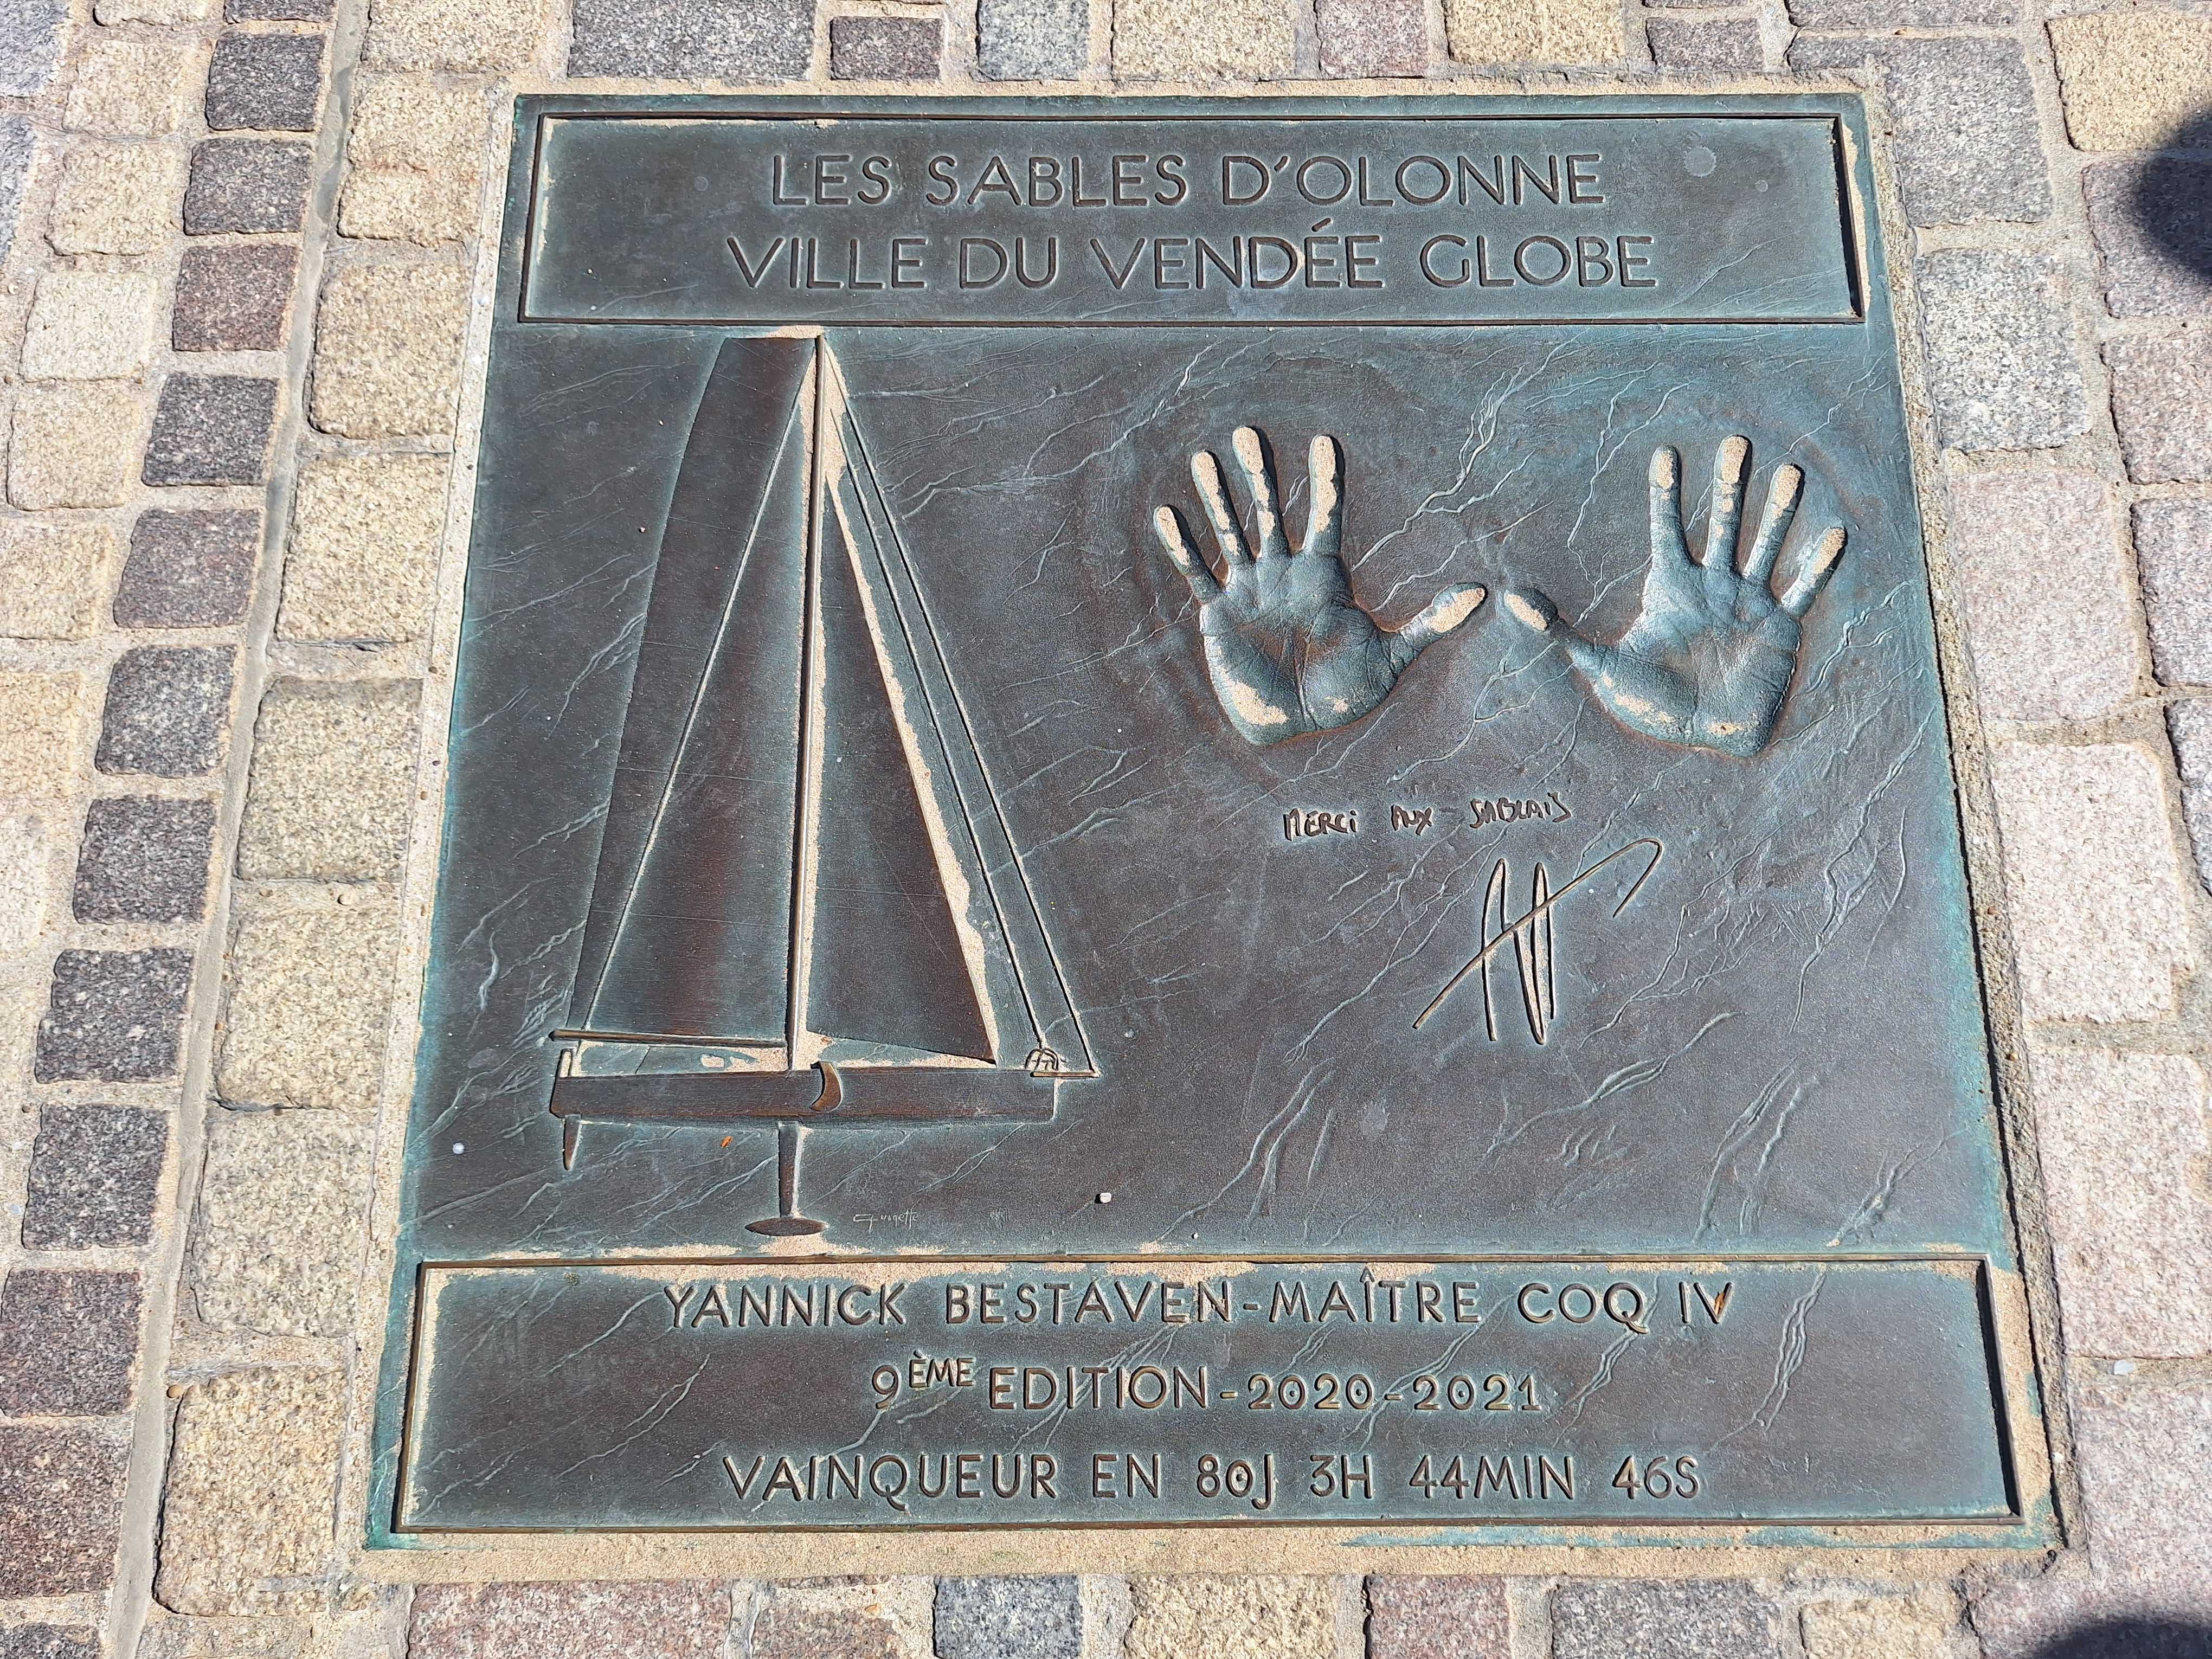 LES SABLES D'OLONNE
VILLE DU VENDÉE GLOBE
MERCI AUX SABLAIS
YANNICK BESTAVEN-MAÎTRE COQ IV
9ÈME EDITION-2020-2021
VAINQUEUR EN 80J 3H 44MIN 46S